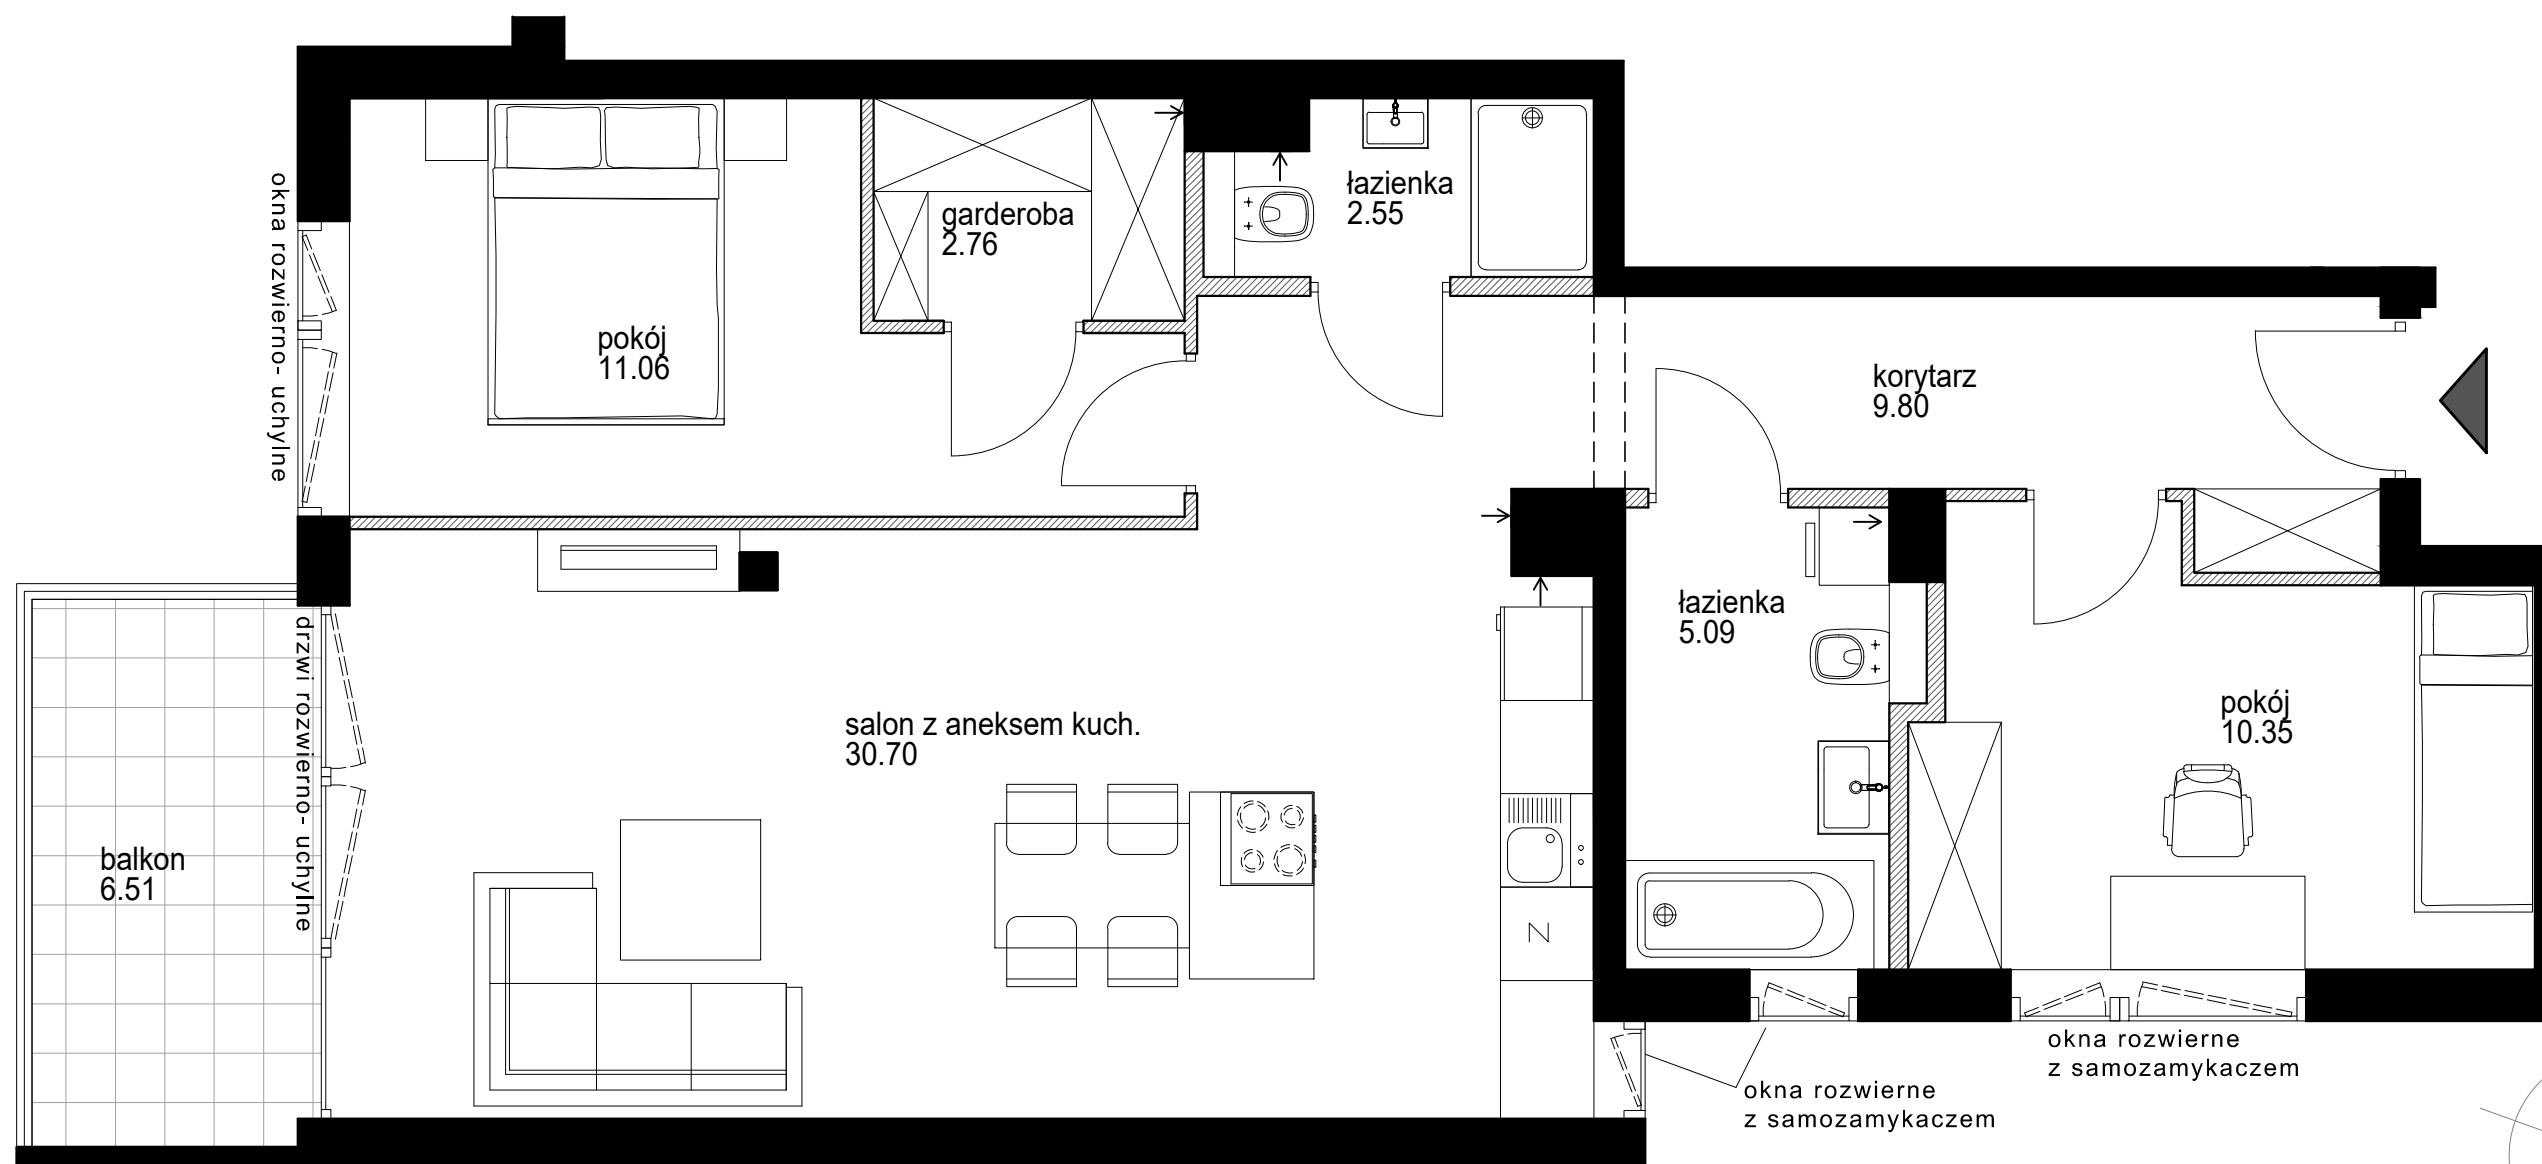 okna rozwierno- uchylne
pokój
11.06
garderoba
2.76
łazienka
2.55
korytarz
9.80
drzwi rozwierno- uchylne
balkon
6.51
salon z aneksem kuch.
30.70
łazienka
5.09
pokój
10.35
Z
okna rozwierne
z samozamykaczem
okna rozwierne
z samozamykaczem